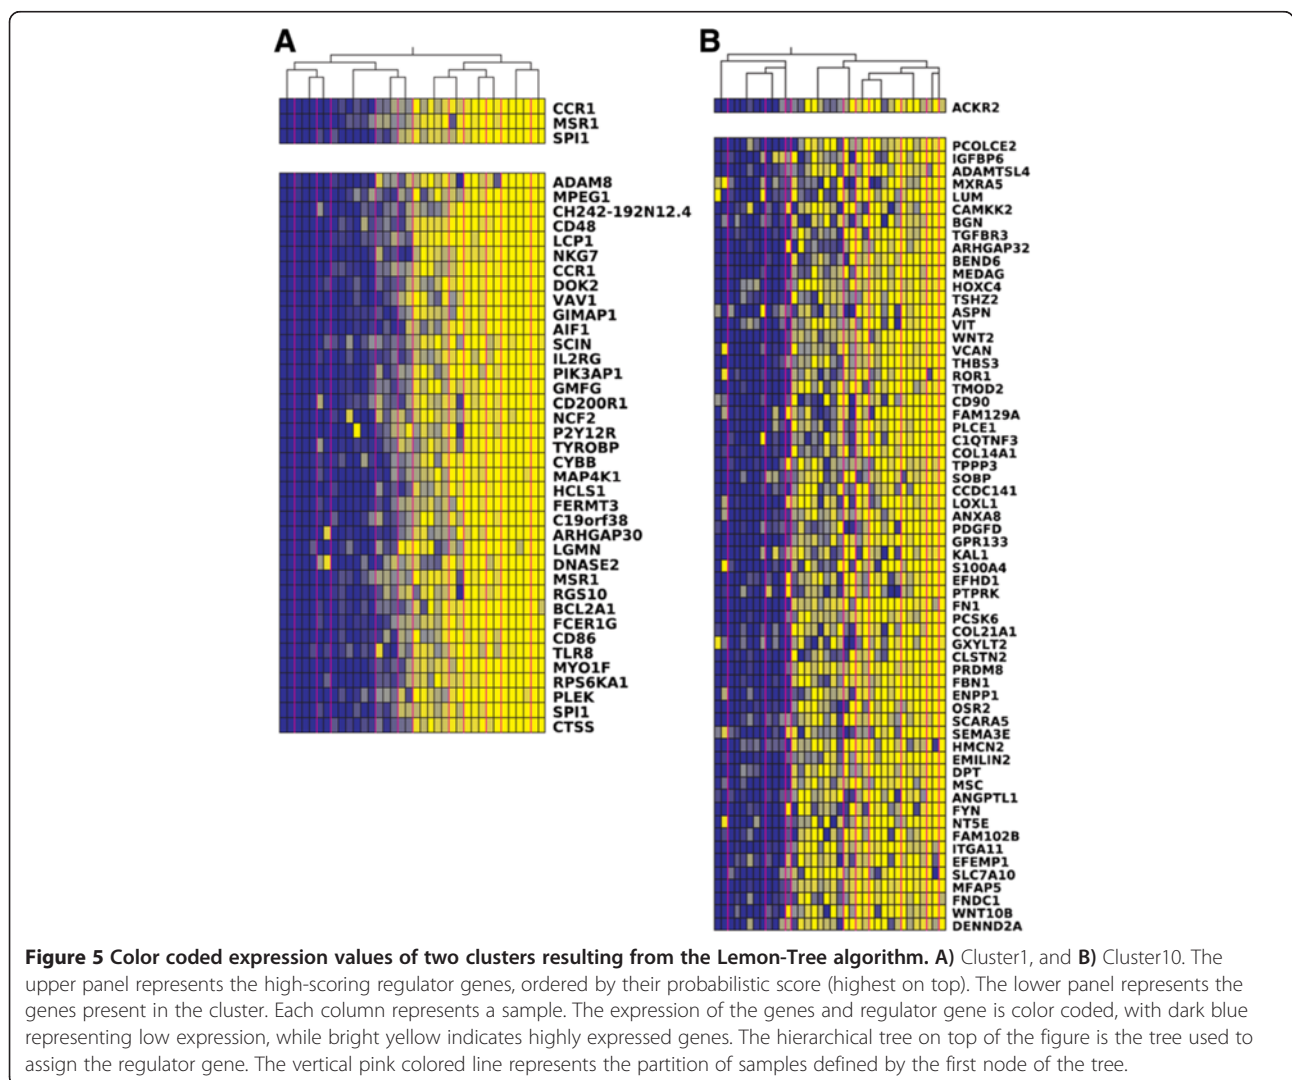 A
CCR1
MSR1
SPI1
ADAM8
MPEG1
CH242-192N12.4
CD48
LCP1
NKG7
CCR1
DOK2
VAV1
GIMAP1
AIF1
SCIN
IL2RG
PIK3AP1
GMFG
CD200R1
NCF2
P2Y12R
TYROBP
CYBB
MAP4K1
HCLS1
FERMT3
C19orf38
ARHGAP30
LGMN
DNASE2
MSR1
RGS10
BCL2A1
FCER1G
CD86
TLR8
MYO1F
RPS6KA1
PLEK
SPI1
CTSS
B
ACKR2
PCOLCE2
IGFBP6
ADAMTSL4
MXRA5
LUM
CAMKK2
BGN
TGFBR3
ARHGAP32
BEND6
MEDAG
HOXC4
TSHZ2
ASPN
VIT
WNT2
VCAN
THBS3
ROR1
TMOD2
CD90
FAM129A
PLCE1
C1QTNF3
COL14A1
TPPP3
SOBP
CCDC141
LOXL1
ANXA8
PDGFD
GPR133
KAL1
S100A4
EFHD1
PTPRK
FN1
PCSK6
COL21A1
GXYLT2
CLSTN2
PRDM8
FBN1
ENPP1
OSR2
SCARA5
SEMA3E
HMCN2
EMILIN2
DPT
MSC
ANGPTL1
FYN
NT5E
FAM102B
ITGA11
EFEMP1
SLC7A10
MFAP5
FNDC1
WNT10B
DENND2A
Figure 5 Color coded expression values of two clusters resulting from the Lemon-Tree algorithm. A) Cluster1, and B) Cluster10. The
upper panel represents the high-scoring regulator genes, ordered by their probabilistic score (highest on top). The lower panel represents the
genes present in the cluster. Each column represents a sample. The expression of the genes and regulator gene is color coded, with dark blue
representing low expression, while bright yellow indicates highly expressed genes. The hierarchical tree on top of the figure is the tree used to
assign the regulator gene. The vertical pink colored line represents the partition of samples defined by the first node of the tree.